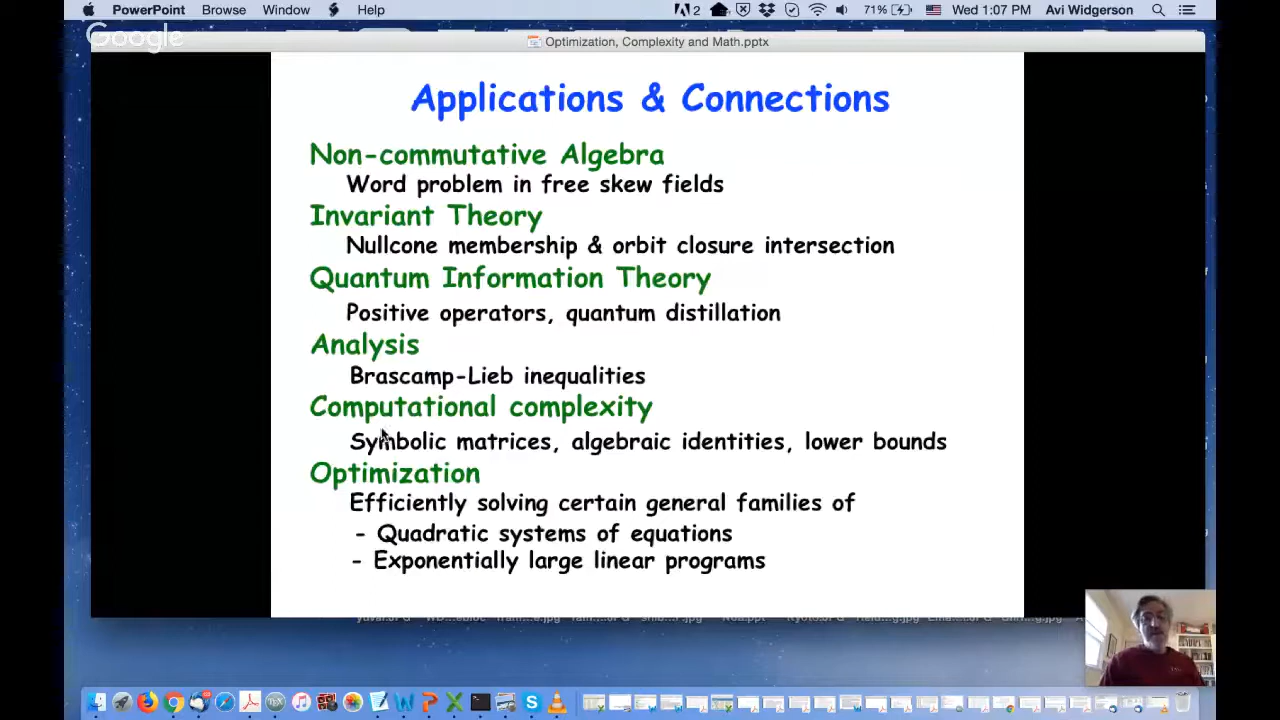 PowerPoint Browse Window Help 2 71% Wed 1:07 PM Avi Widgerson
Google
Optimization, Complexity and Math.pptx
Applications & Connections
Non-commutative Algebra
Word problem in free skew fields
Invariant Theory
Nullcone membership & orbit closure intersection
Quantum Information Theory
Positive operators, quantum distillation
Analysis
Brascamp-Lieb inequalities
Computational complexity
Symbolic matrices, algebraic identities, lower bounds
Optimization
Efficiently solving certain general families of
- Quadratic systems of equations
- Exponentially large linear programs